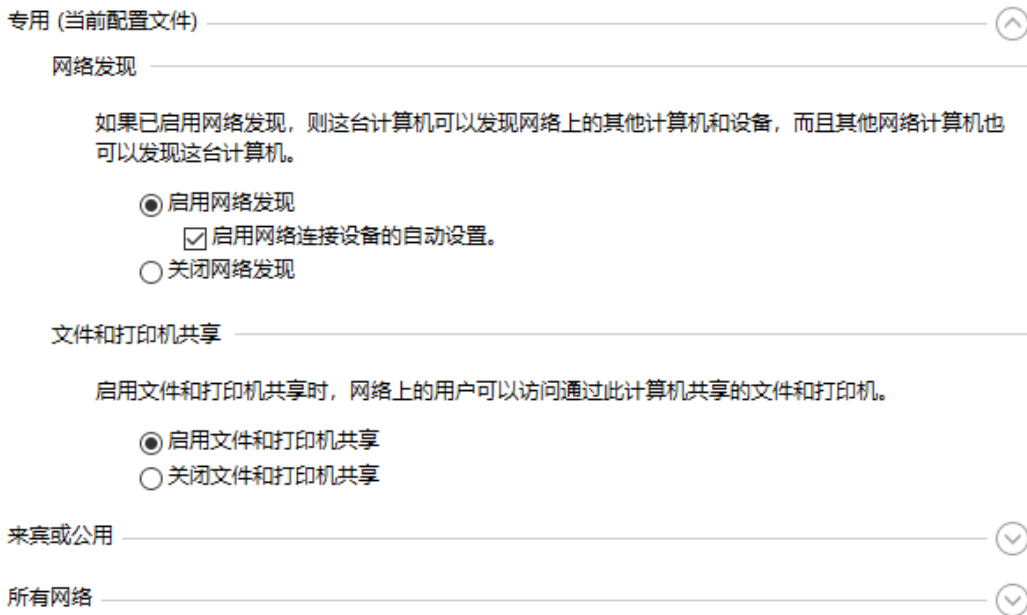 专用 (当前配置文件)
网络发现
如果已启用网络发现，则这台计算机可以发现网络上的其他计算机和设备，而且其他网络计算机也
可以发现这台计算机。
启用网络发现
启用网络连接设备的自动设置。
关闭网络发现
文件和打印机共享
启用文件和打印机共享时，网络上的用户可以访问通过此计算机共享的文件和打印机。
启用文件和打印机共享
关闭文件和打印机共享
来宾或公用
所有网络